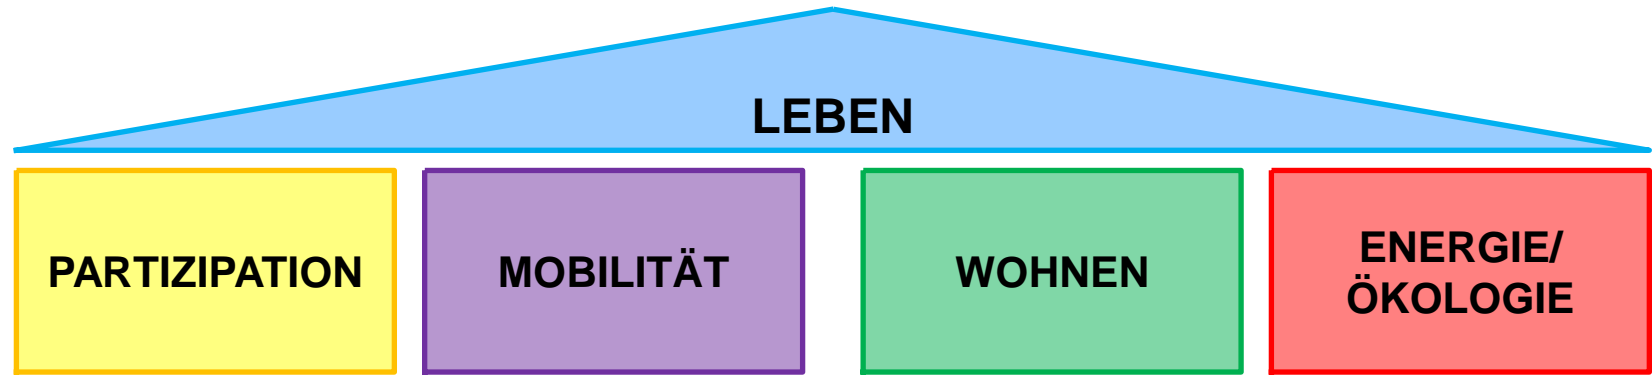 LEBEN
PARTIZIPATION
MOBILITÄT
WOHNEN
ENERGIE/
ÖKOLOGIE